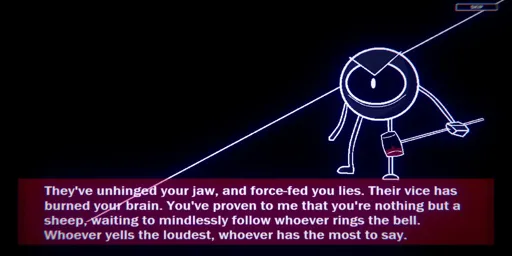 SKIP
They've unhinged your jaw, and force-fed you lies. Their vice has
burned your brain. You've proven to me that you're nothing but a
sheep, waiting to mindlessly follow whoever rings the bell.
Whoever yells the loudest, whoever has the most to say.